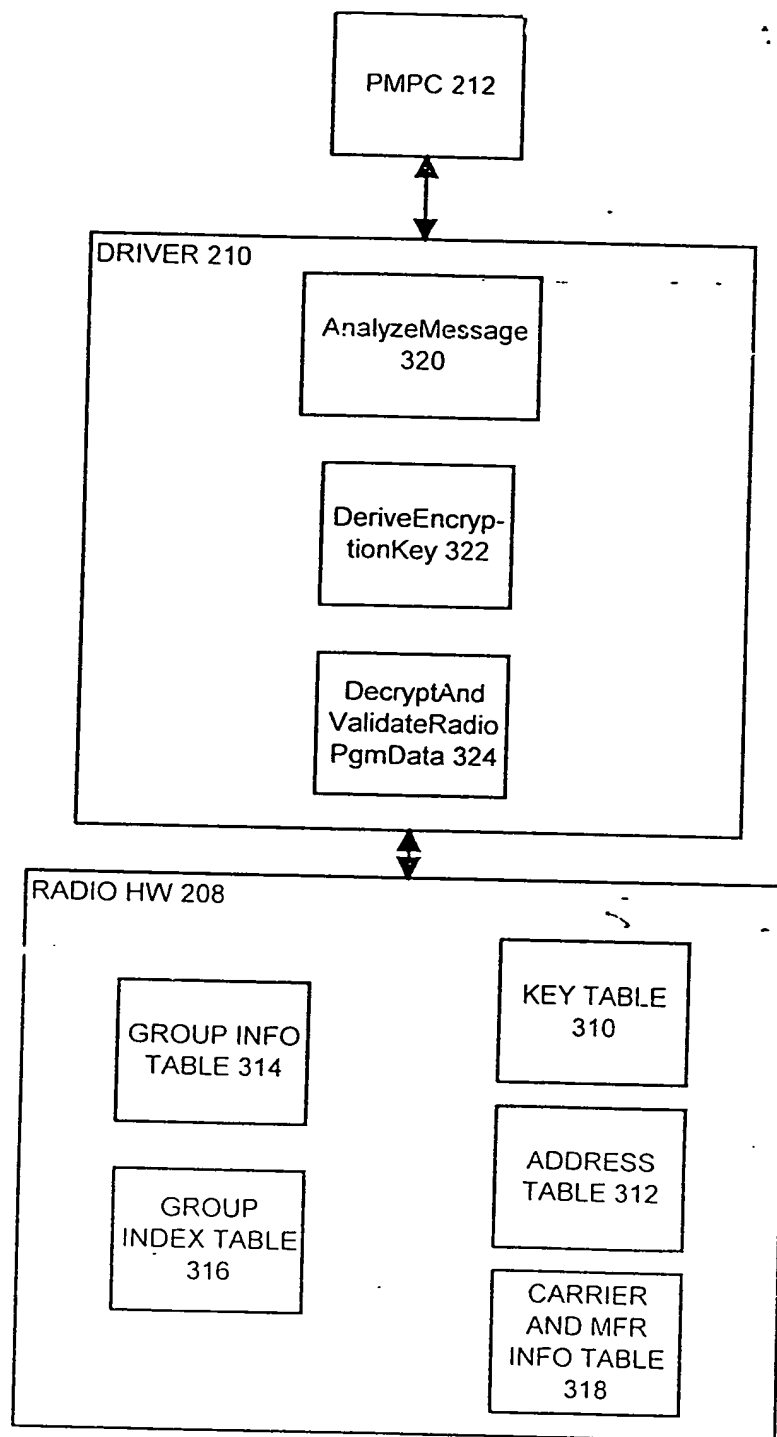 PMPC 212
DRIVER 210
AnalyzeMessage
320
DeriveEncryp-
tionKey 322
DecryptAnd
ValidateRadio
PgmData 324
RADIO HW 208
GROUP INFO
TABLE 314
GROUP
INDEX TABLE
316
KEY TABLE
310
ADDRESS
TABLE 312
CARRIER
AND MFR
INFO TABLE
318